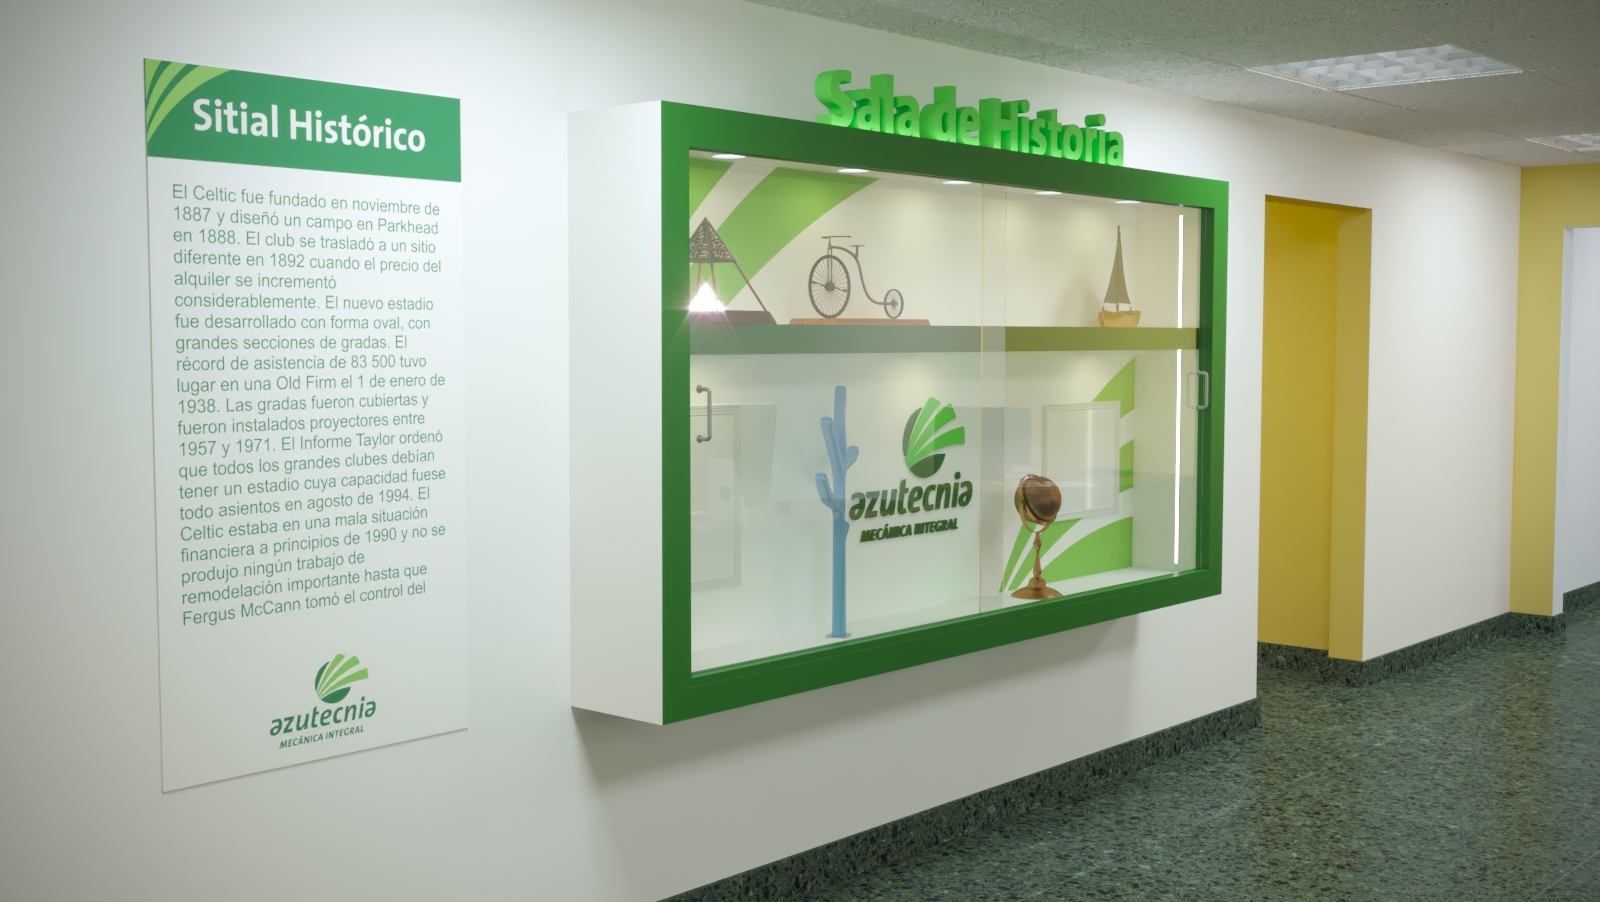 Sitial Histórico
El Celtic fue fundado en noviembre de
1887 y diseñó un campo en Parkhead
en 1888. El club se trasladó a un sitio
diferente en 1892 cuando el precio del
alquiler se incrementó
considerablemente. El nuevo estadio
fue desarrollado con forma oval, con
grandes secciones de gradas. El
récord de asistencia de 83 500 tuvo
lugar en una Old Firm el 1 de enero de
1938. Las gradas fueron cubiertas y
fueron instalados proyectores entre
1957 y 1971. El Informe Taylor ordenó
que todos los grandes clubes debían
tener un estadio cuya capacidad fuese
todo asientos en agosto de 1994. El
Celtic estaba en una mala situación
financiera a principios de 1990 y no se
produjo ningún trabajo de
remodelación importante hasta que
Fergus McCann tomó el control del
azutecnia
MECÁNICA INTEGRAL
Sala de Historia
azutecnia
MECÁNICA INTEGRAL